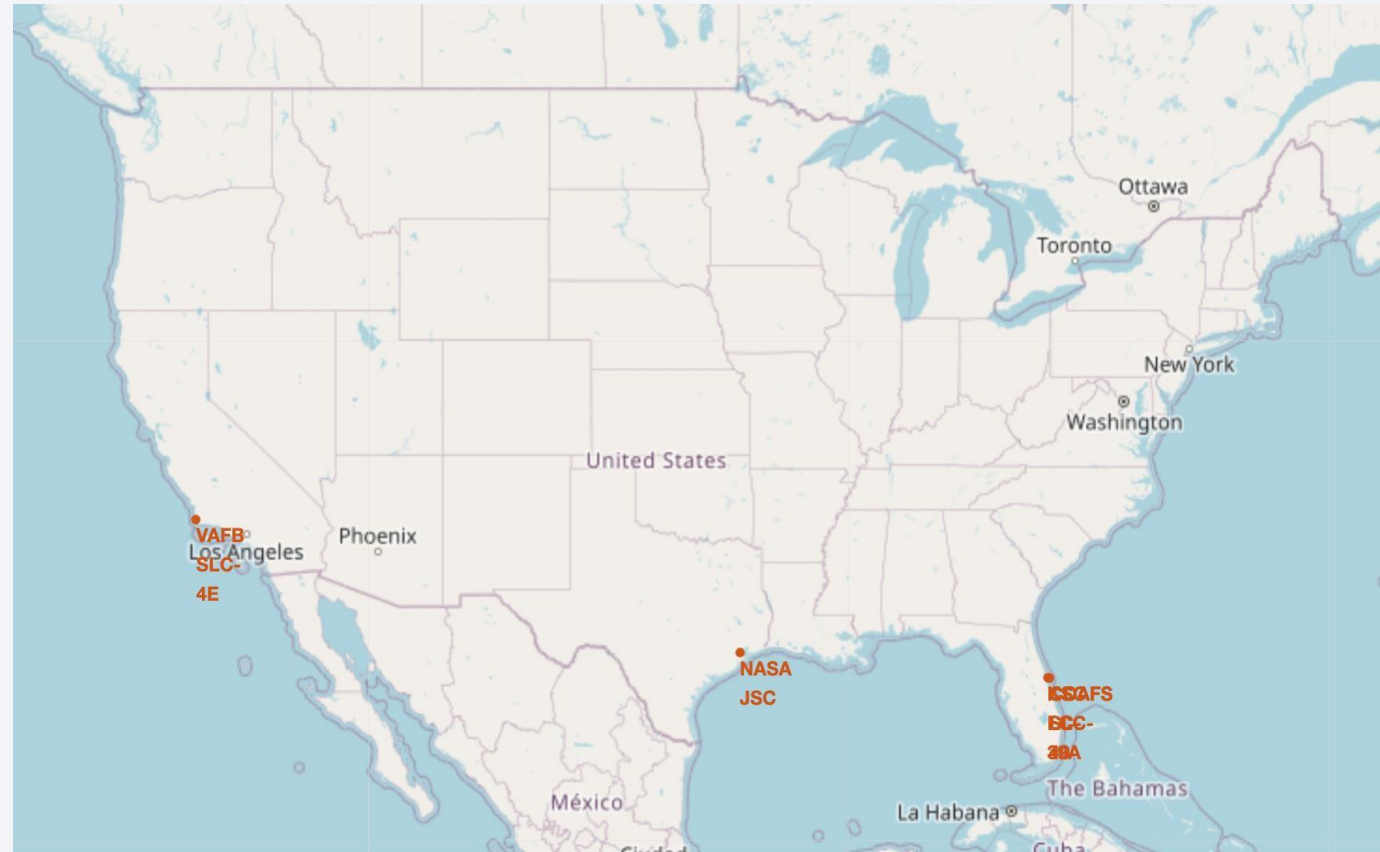 Ottawa
Toronto
New York
Washington
United States
VAFB
SLC-
4E
Los Angeles
Phoenix
NASA
JSC
The Bahamas
México
La Habana
Cuba